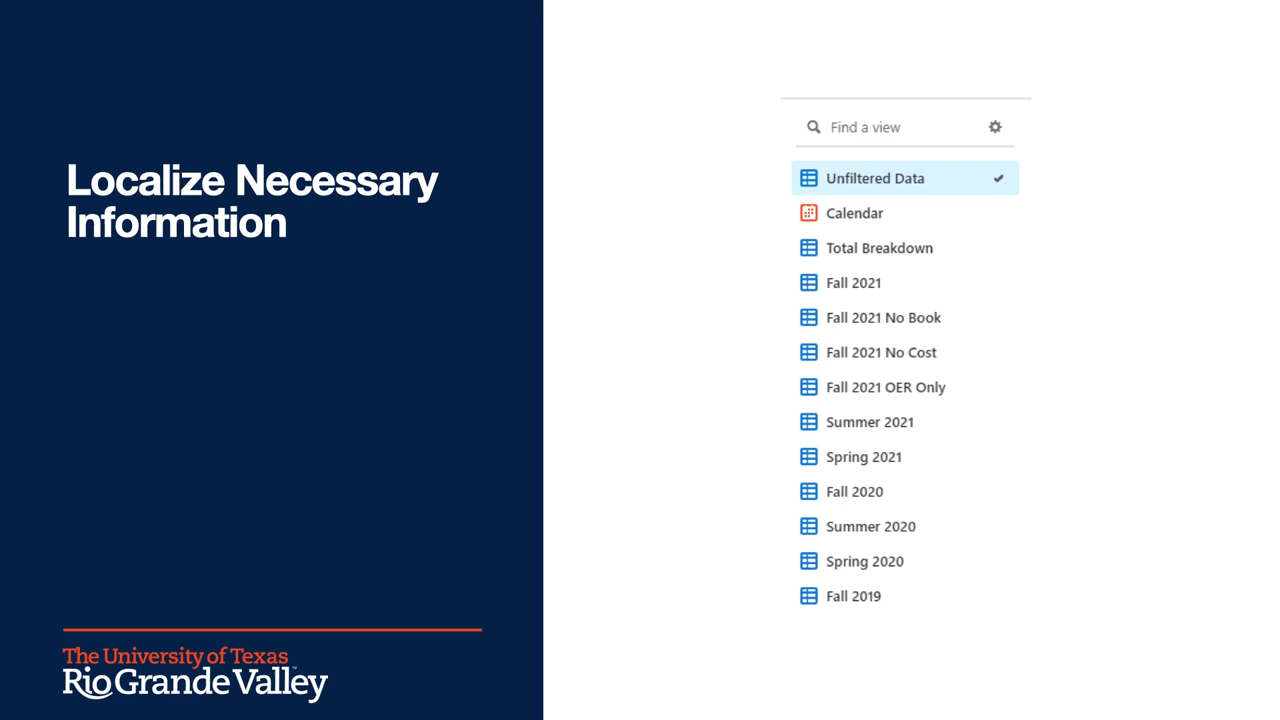 Localize Necessary
Information
The University of Texas
Rio Grande Valley™
Find a view
Unfiltered Data
Calendar
Total Breakdown
Fall 2021
Fall 2021 No Book
Fall 2021 No Cost
Fall 2021 OER Only
Summer 2021
Spring 2021
Fall 2020
Summer 2020
Spring 2020
Fall 2019